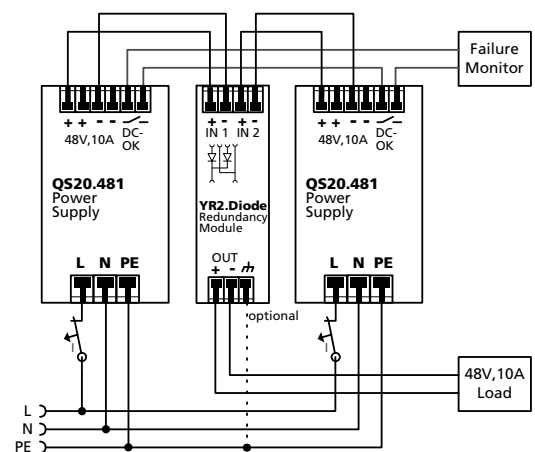 Failure
Monitor
+ + - - DC-
48V,10A OK
QS20.481
Power
Supply
L N PE
+ - + -
IN 1 IN 2
YR2.Diode
Redundancy
Module
OUT
+ -
optional
+ + - - DC-
48V,10A OK
QS20.481
Power
Supply
L N PE
I
I
48V,10A
Load
L
N
PE